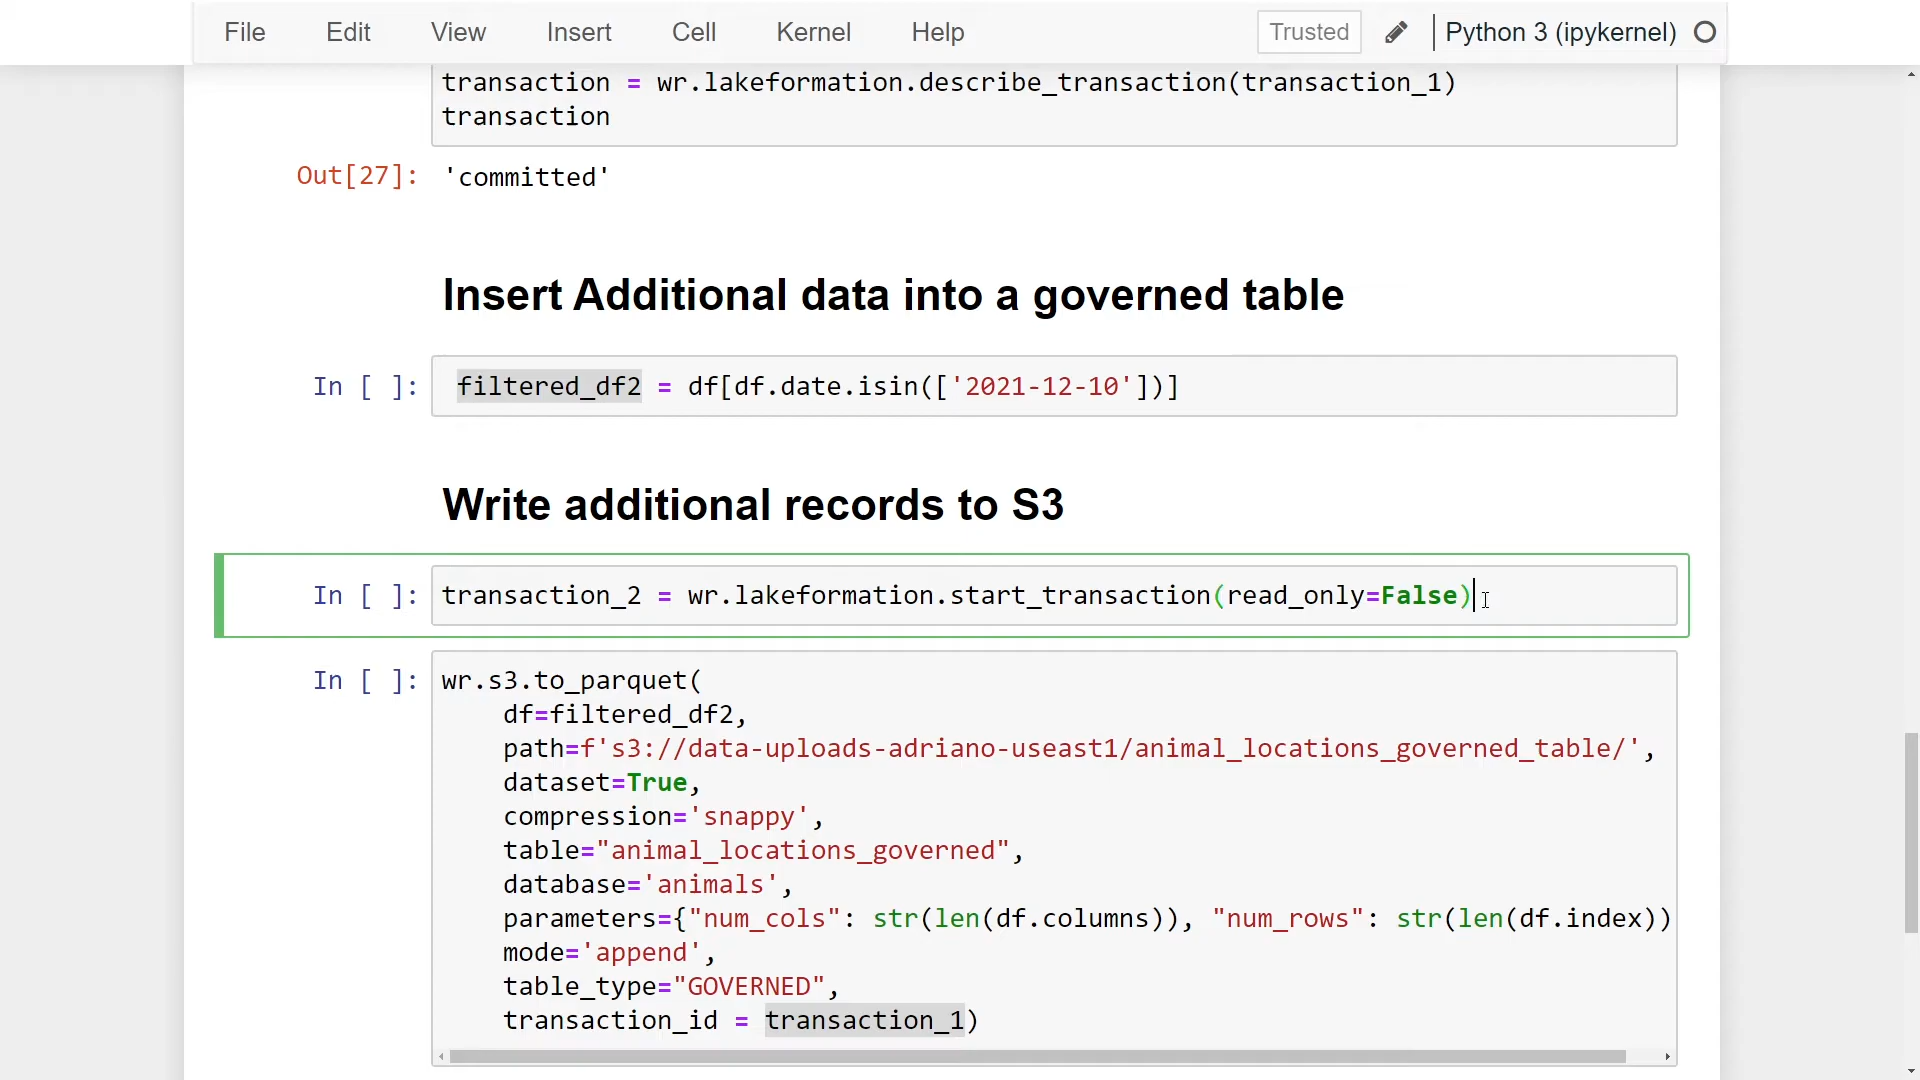 File Edit View Insert Cell Kernel Help Trusted Python 3 (ipykernel)
transaction = wr.lakeformation.describe_transaction(transaction_1)
transaction
Out[27]: 'committed'
Insert Additional data into a governed table
In [ ]: filtered_df2 = df[df.date.isin(['2021-12-10'])]
Write additional records to S3
In [ ]: transaction_2 = wr.lakeformation.start_transaction(read_only=False)
In [ ]: wr.s3.to_parquet(
df=filtered_df2,
path=f's3://data-uploads-adriano-useast1/animal_locations_governed_table/',
dataset=True,
compression='snappy',
table="animal_locations_governed",
database='animals',
parameters={"num_cols": str(len(df.columns)), "num_rows": str(len(df.index))
mode='append',
table_type="GOVERNED",
transaction_id = transaction_1)